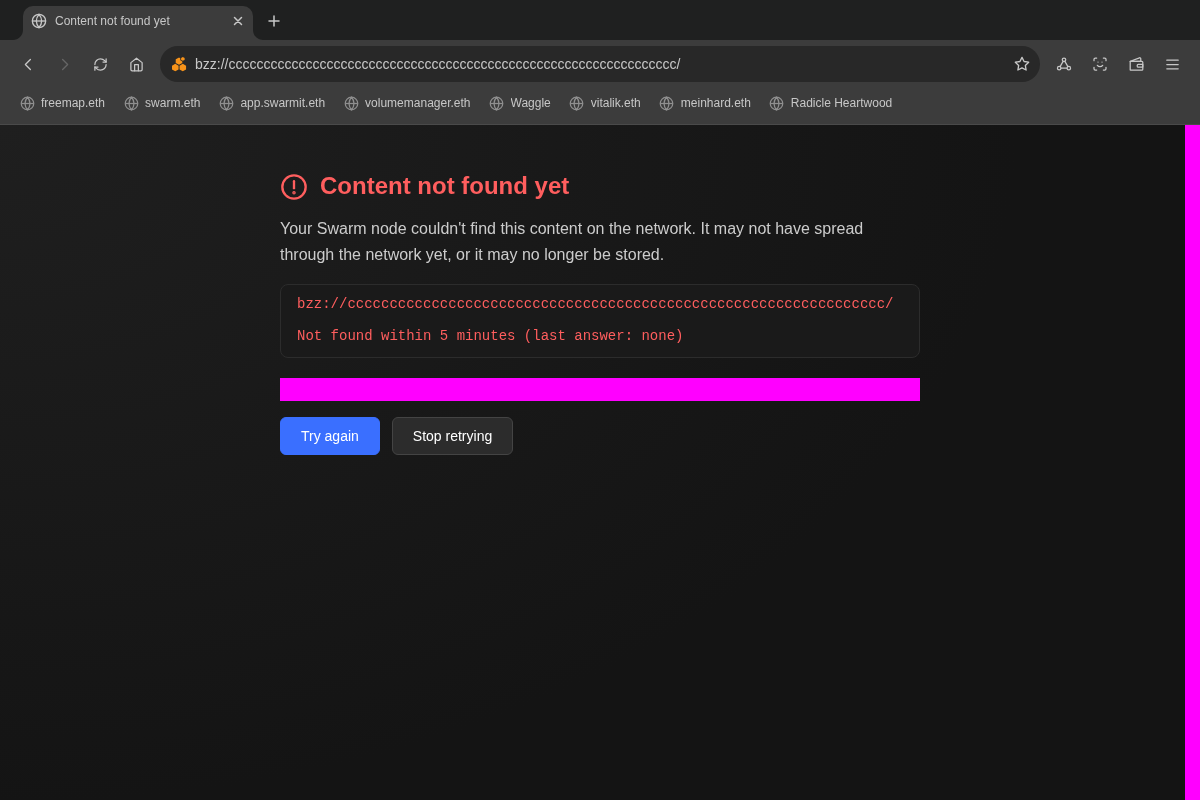 Content not found yet
bzz://cccccccccccccccccccccccccccccccccccccccccccccccccccccccccccccccc/
freemap.eth
swarm.eth
app.swarmit.eth
volumemanager.eth
Waggle
vitalik.eth
meinhard.eth
Radicle Heartwood
Content not found yet
Your Swarm node couldn't find this content on the network. It may not have spread
through the network yet, or it may no longer be stored.
bzz://cccccccccccccccccccccccccccccccccccccccccccccccccccccccccccccccc/
Not found within 5 minutes (last answer: none)
Try again
Stop retrying